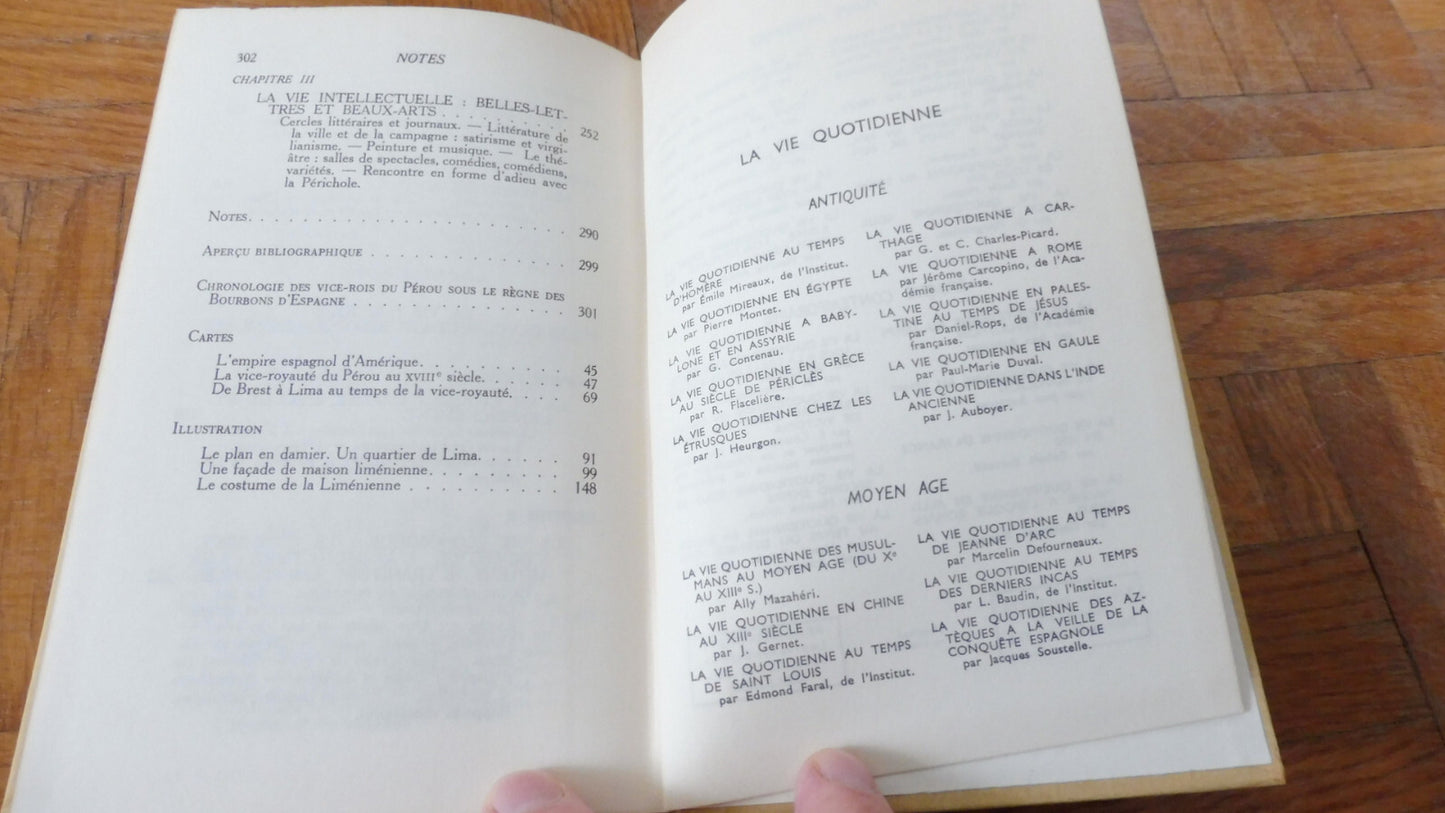 302 NOTES
CHAPITRE III
LA VIE INTELLECTUELLE : BELLES-LET-
TRES ET BEAUX-ARTS . . . . . . . . . . 252
Cercles littéraires et journaux. — Littérature de
la ville et de la campagne : satirisme et virgi-
lianisme. — Peinture et musique. — Le thé-
âtre : salles de spectacles, comédies, comédiens,
variétés. — Rencontre en forme d'adieu avec
la Périchole.
NOTES. . . . . . . . . . . . . . . . . . . . . . . 290
APERÇU BIBLIOGRAPHIQUE . . . . . . . . . . . . . . 299
CHRONOLOGIE DES VICE-ROIS DU PÉROU SOUS LE RÈGNE DES
BOURBONS D'ESPAGNE . . . . . . . . . . . . . . . . 301
CARTES
L'empire espagnol d'Amérique. . . . . . . . . . . 45
La vice-royauté du Pérou au XVIIIe siècle. . . . . . 47
De Brest à Lima au temps de la vice-royauté. . . . 69
ILLUSTRATION
Le plan en damier. Un quartier de Lima. . . . . . 91
Une façade de maison liménienne. . . . . . . . . . 99
Le costume de la Liménienne . . . . . . . . . . . 148
LA VIE QUOTIDIENNE
ANTIQUITÉ
LA VIE QUOTIDIENNE AU TEMPS
D'HOMÈRE
par Émile Mireaux, de l'Institut.
LA VIE QUOTIDIENNE EN ÉGYPTE
par Pierre Montet.
LA VIE QUOTIDIENNE A BABY-
LONE ET EN ASSYRIE
par G. Contenau.
LA VIE QUOTIDIENNE EN GRÈCE
AU SIÈCLE DE PÉRICLÈS
par R. Flacelière.
LA VIE QUOTIDIENNE CHEZ LES
ÉTRUSQUES
par J. Heurgon.
LA VIE QUOTIDIENNE A CAR-
THAGE
par G. et C. Charles-Picard.
LA VIE QUOTIDIENNE A ROME
par Jérôme Carcopino, de l'Aca-
démie française.
LA VIE QUOTIDIENNE EN PALES-
TINE AU TEMPS DE JÉSUS
par Daniel-Rops, de l'Académie
française.
LA VIE QUOTIDIENNE EN GAULE
par Paul-Marie Duval.
LA VIE QUOTIDIENNE DANS L'INDE
ANCIENNE
par J. Auboyer.
MOYEN AGE
LA VIE QUOTIDIENNE DES MUSUL-
MANS AU MOYEN AGE (DU Xe
AU XIIIe S.)
par Ally Mazahéri.
LA VIE QUOTIDIENNE EN CHINE
AU XIIIe SIÈCLE
par J. Gernet.
LA VIE QUOTIDIENNE AU TEMPS
DE SAINT LOUIS
par Edmond Faral, de l'Institut.
LA VIE QUOTIDIENNE AU TEMPS
DE JEANNE D'ARC
par Marcelin Defourneaux.
LA VIE QUOTIDIENNE AU TEMPS
DES DERNIERS INCAS
par L. Baudin, de l'Institut.
LA VIE QUOTIDIENNE DES AZ-
TÈQUES A LA VEILLE DE LA
CONQUÊTE ESPAGNOLE
par Jacques Soustelle.